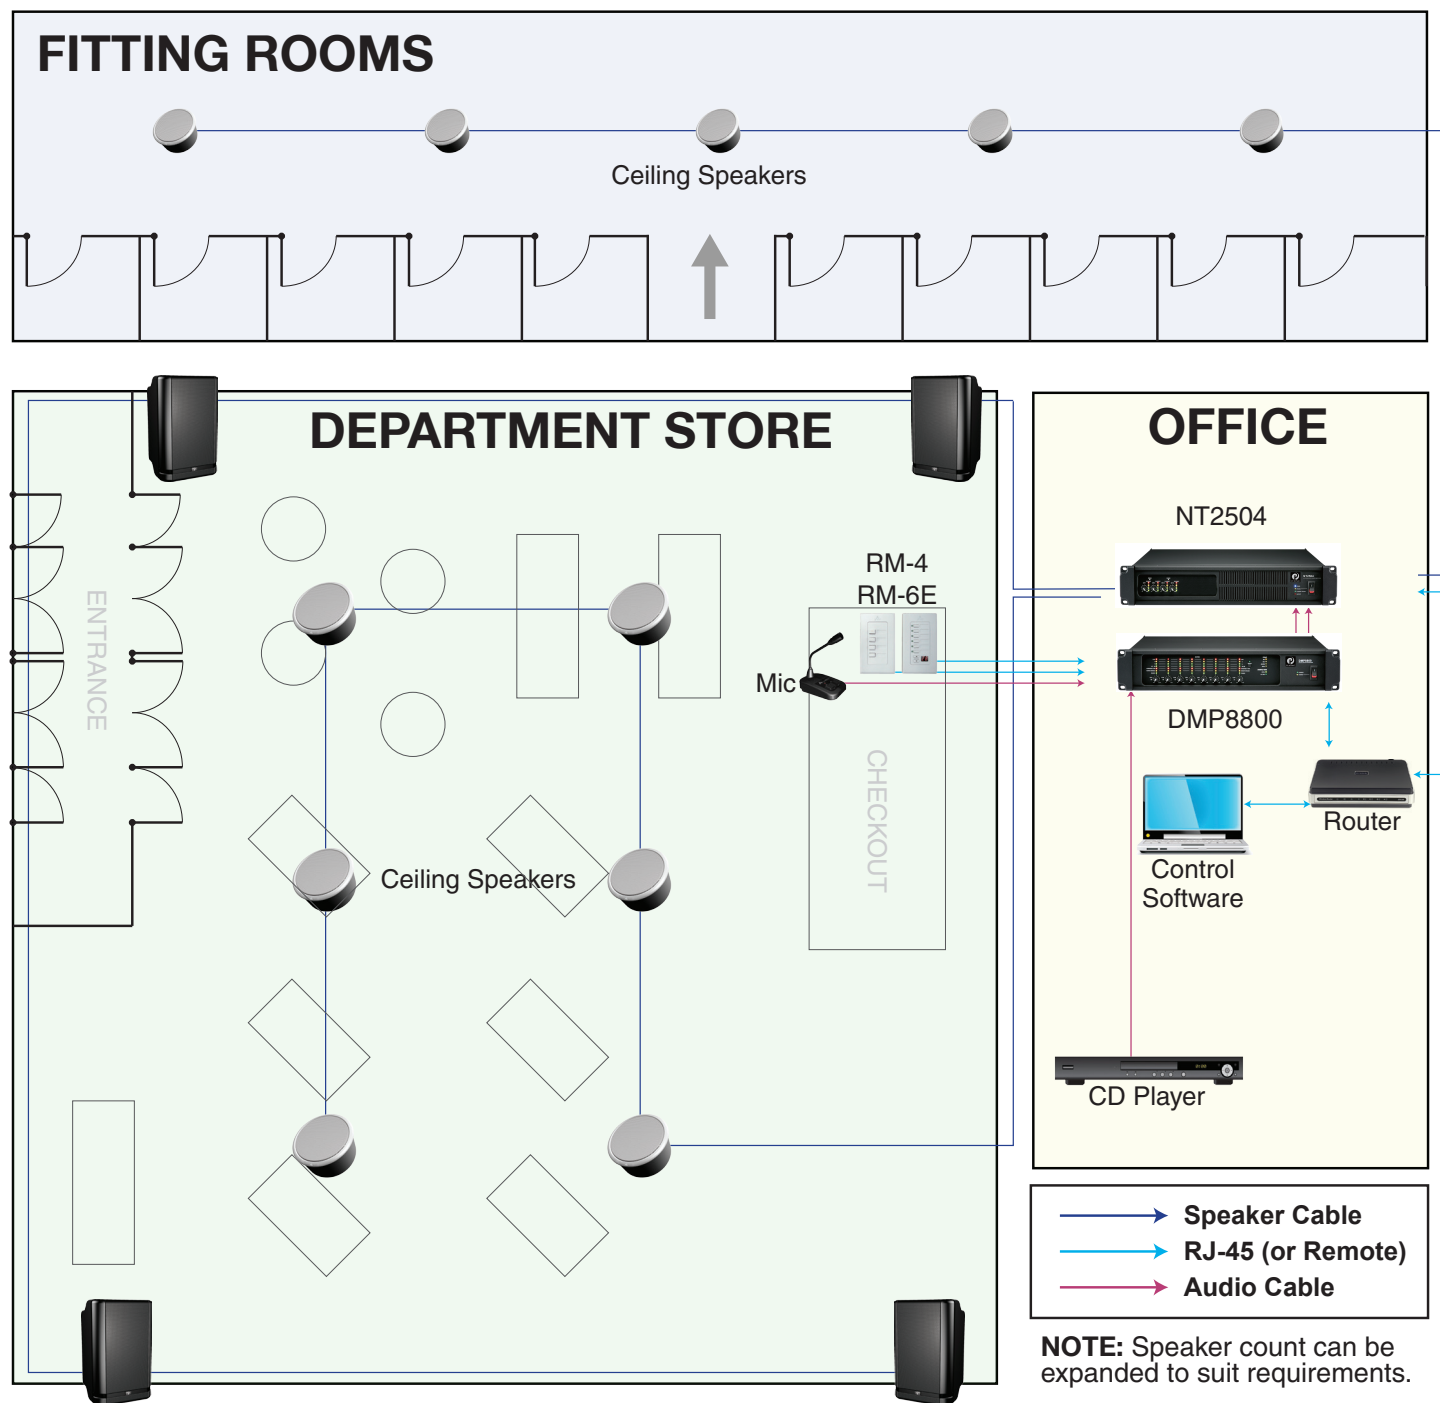 FITTING ROOMS
Ceiling Speakers
DEPARTMENT STORE
OFFICE
NT2504
RM-4
RM-6E
ENTRANCE
Mic
DMP8800
CHECKOUT
Router
Control
Software
Ceiling Speakers
CD Player
Speaker Cable
RJ-45 (or Remote)
Audio Cable
NOTE: Speaker count can be
expanded to suit requirements.